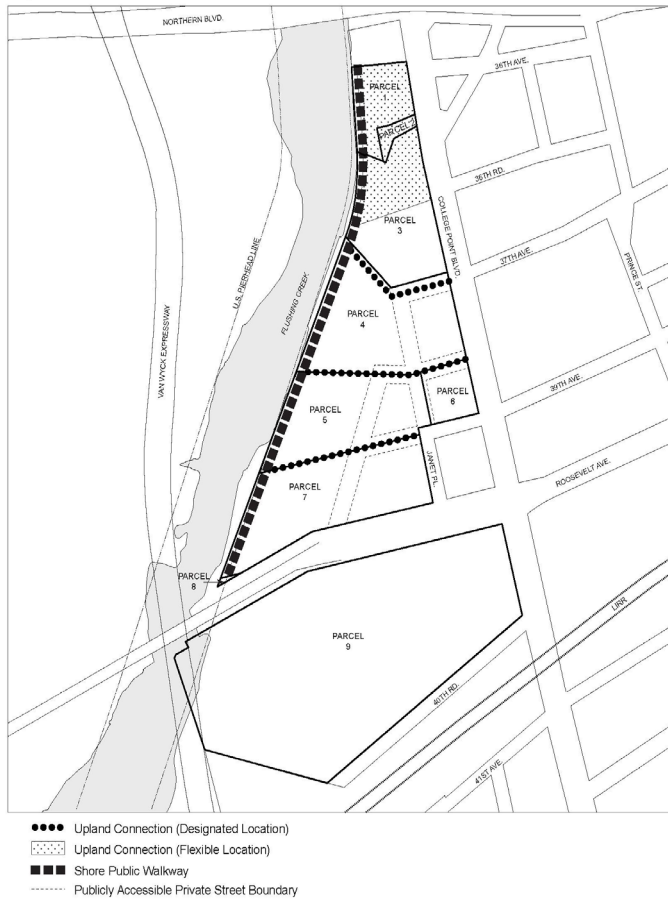 NORTHERN BLVD.
36TH AVE.
PARCEL
1
PARCEL 2
36TH RD.
COLLEGE POINT BLVD.
PARCEL
3
37TH AVE.
PRINCE ST.
U.S. PIERHEAD LINE
FLUSHING CREEK
VAN WYCK EXPRESSWAY
PARCEL
4
39TH AVE.
PARCEL
6
PARCEL
5
JANET PL.
ROOSEVELT AVE.
PARCEL
7
PARCEL
8
LIRR
PARCEL
9
40TH RD.
41ST AVE.
Upland Connection (Designated Location)
Upland Connection (Flexible Location)
Shore Public Walkway
Publicly Accessible Private Street Boundary